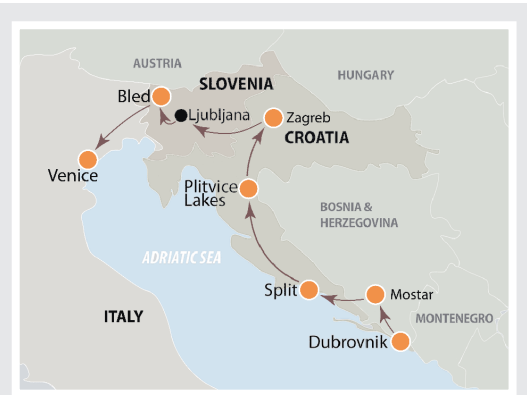 AUSTRIA
HUNGARY
SLOVENIA
Bled
Ljubljana
Zagreb
CROATIA
Venice
Plitvice
Lakes
BOSNIA &
HERZEGOVINA
ADRIATIC SEA
Split
Mostar
ITALY
MONTENEGRO
Dubrovnik